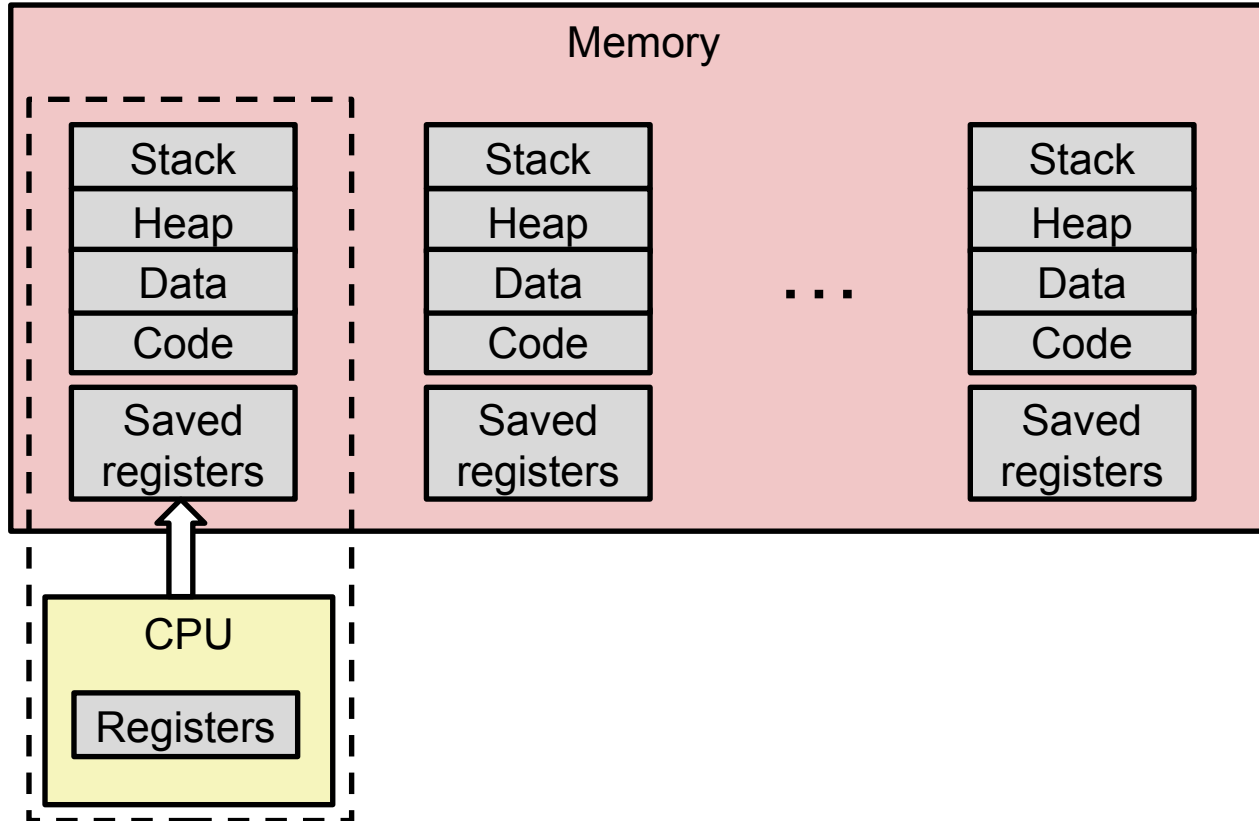 Memory
Stack
Heap
Data
Code
Saved
registers
Stack
Heap
Data
Code
Saved
registers
...
Stack
Heap
Data
Code
Saved
registers
CPU
Registers